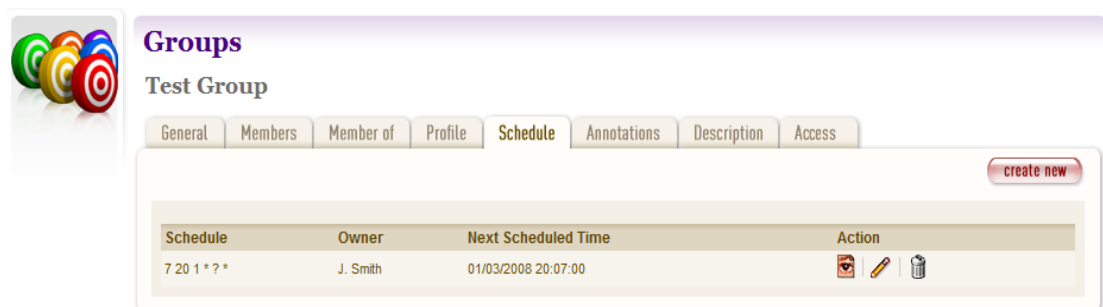 Groups
Test Group
General Members Member of Profile Schedule Annotations Description Access
create new
Schedule Owner Next Scheduled Time Action
7 20 1 * ? * J. Smith 01/03/2008 20:07:00